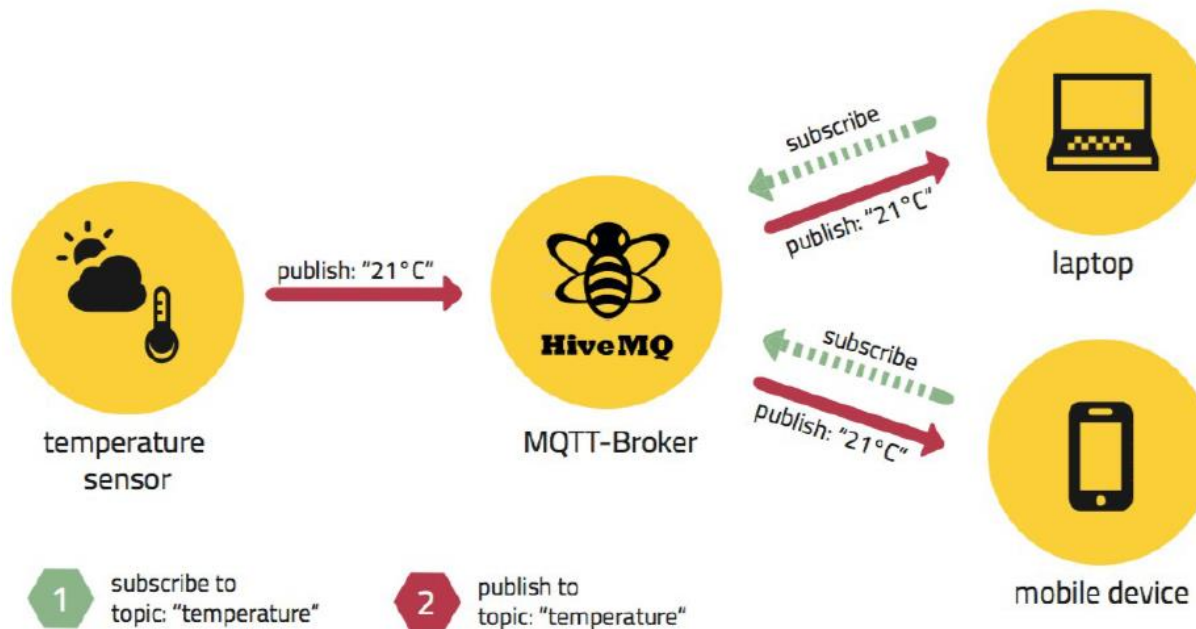 subscribe
publish: "21°C"
laptop
publish: "21°C"
HiveMQ
MQTT-Broker
temperature
sensor
subscribe
publish: "21°C"
mobile device
1
subscribe to
topic: "temperature"
2
publish to
topic: "temperature"